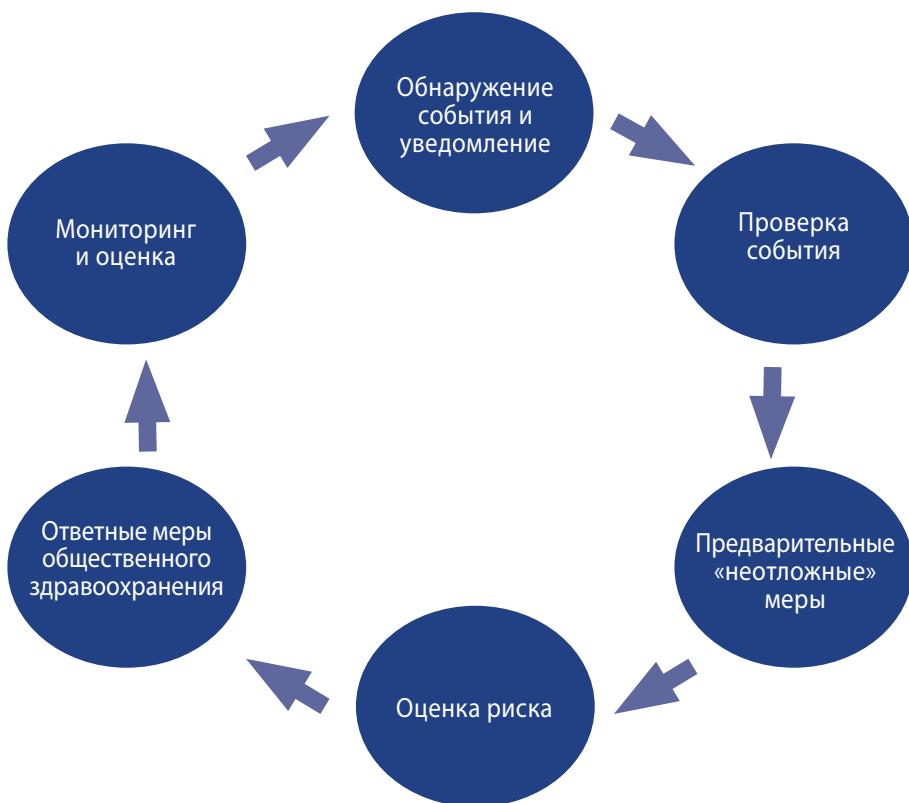 Обнаружение
события и
уведомление
Проверка
события
Предварительные
«неотложные»
меры
Оценка риска
Ответные меры
общественного
здравоохранения
Мониторинг
и оценка